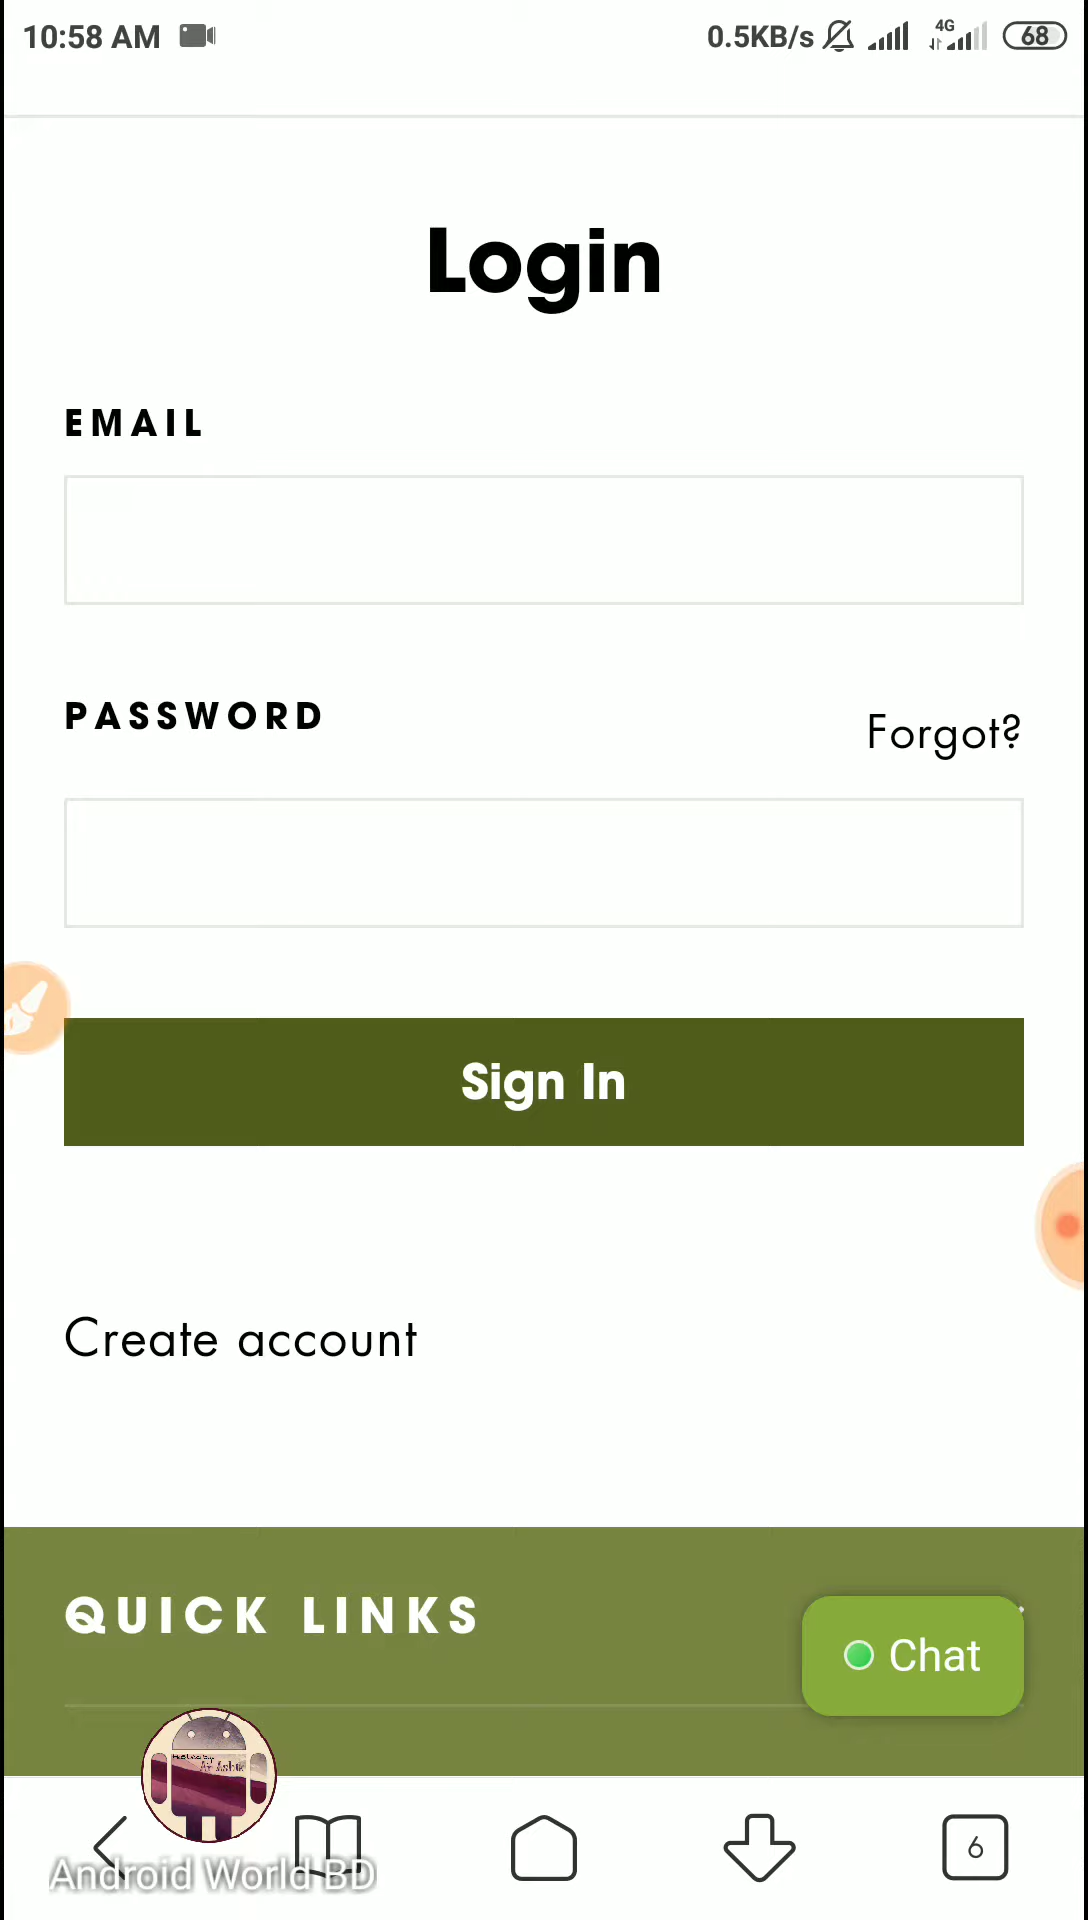 10:58 AM
0.5KB/s
4G
68
Login
EMAIL
PASSWORD
Forgot?
Sign In
Create account
QUICK LINKS
Chat
Android World BD
6